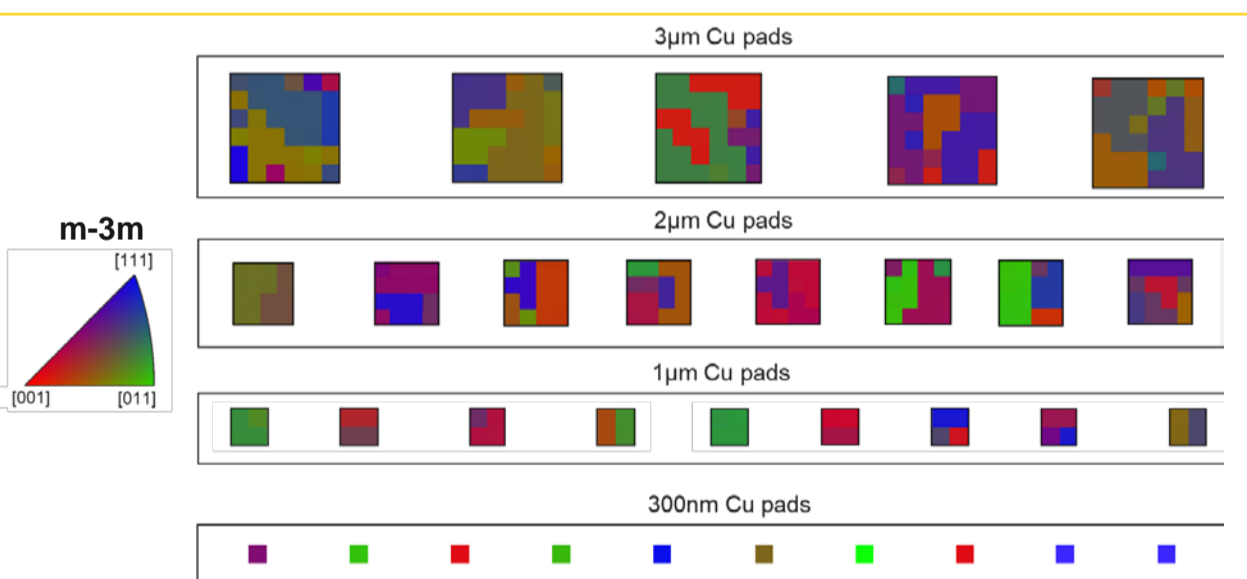 3µm Cu pads
2µm Cu pads
m-3m
[111]
[001]
[011]
1µm Cu pads
300nm Cu pads